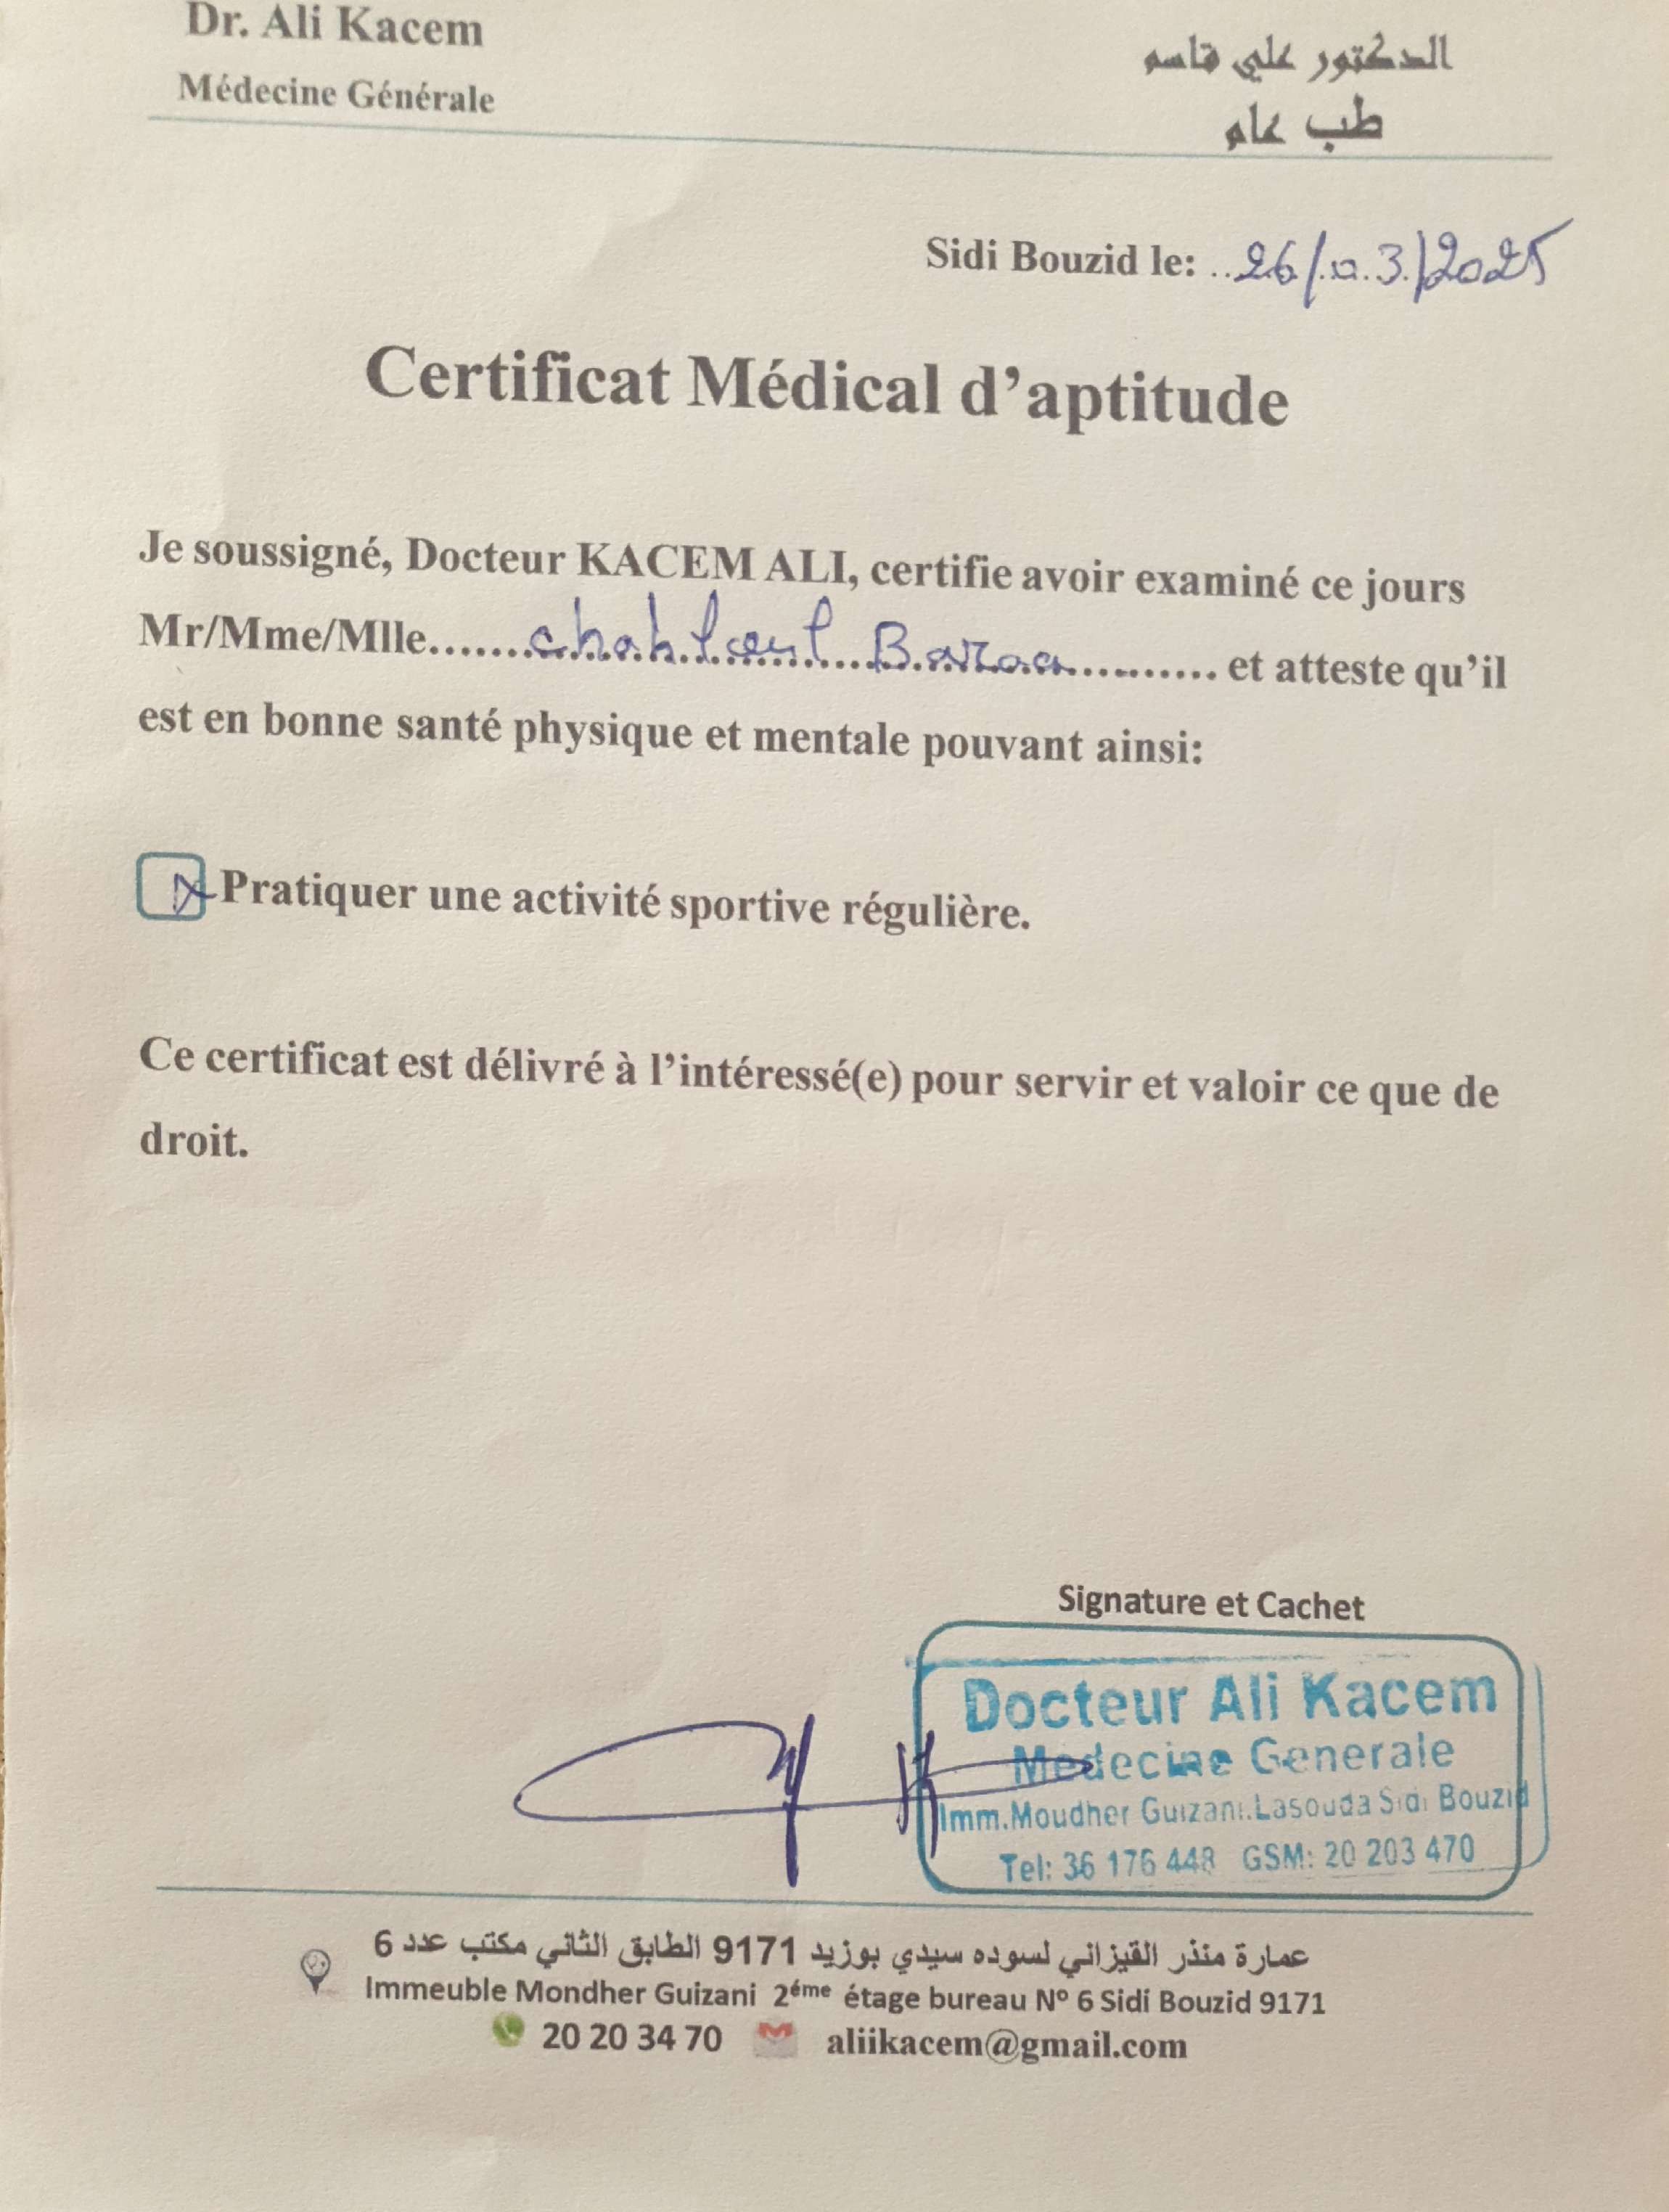 Dr. Ali Kacem
Médecine Générale
الدكتور علي قاسم
طب عام
Sidi Bouzid le: ..26/.03./2025
Certificat Médical d'aptitude
Je soussigné, Docteur KACEM ALI, certifie avoir examiné ce jours
Mr/Mme/Mlle....... Baraa .......... et atteste qu'il
est en bonne santé physique et mentale pouvant ainsi:
Pratiquer une activité sportive régulière.
Ce certificat est délivré à l'intéressé(e) pour servir et valoir ce que de
droit.
Signature et Cachet
Docteur Ali Kacem
Medecine Generale
Imm.Moudher Guizani.Lasouda Sidi Bouzid
Tel: 36 176 448 GSM: 20 203 470
عمارة منذر القيزاني لسوده سيدي بوزيد 9171 الطابق الثاني مكتب عدد 6
Immeuble Mondher Guizani 2éme étage bureau N° 6 Sidi Bouzid 9171
20 20 34 70 aliikacem@gmail.com